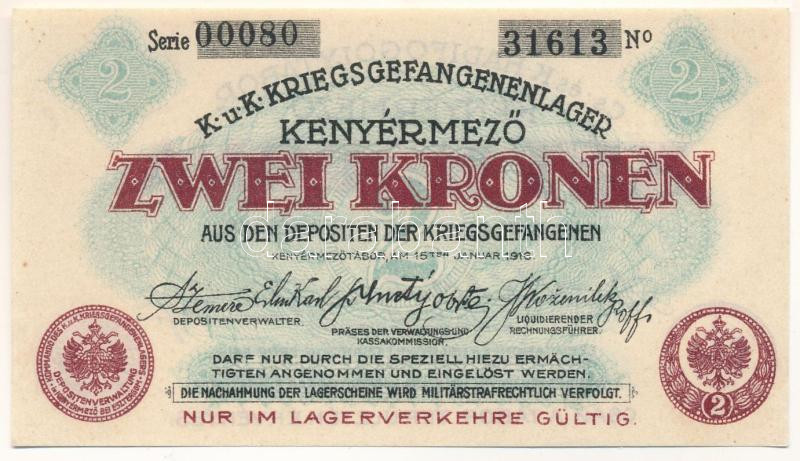 Serie 00080 31613 No
2 2
K.u.K. KRIEGSGEFANGENENLAGER
KENYÉRMEZŐ
ZWEI KRONEN
AUS DEN DEPOSITEN DER KRIEGSGEFANGENEN
KENYÉRMEZŐTÁBOR, AM 15TEN JANUAR 1916.
DEPOSITENVERWALTER.
PRÄSES DER VERWALTUNGS-UND
KASSAKOMMISSION.
LIQUIDIERENDER
RECHNUNGSFÜHRER.
DARF NUR DURCH DIE SPEZIELL HIEZU ERMÄCH-
TIGTEN ANGENOMMEN UND EINGELÖST WERDEN.
DIE NACHAHMUNG DER LAGERSCHEINE WIRD MILITÄRSTRAFRECHTLICH VERFOLGT.
NUR IM LAGERVERKEHRE GÜLTIG.
DEPOSITENVERWALTUNG
2
darabanth